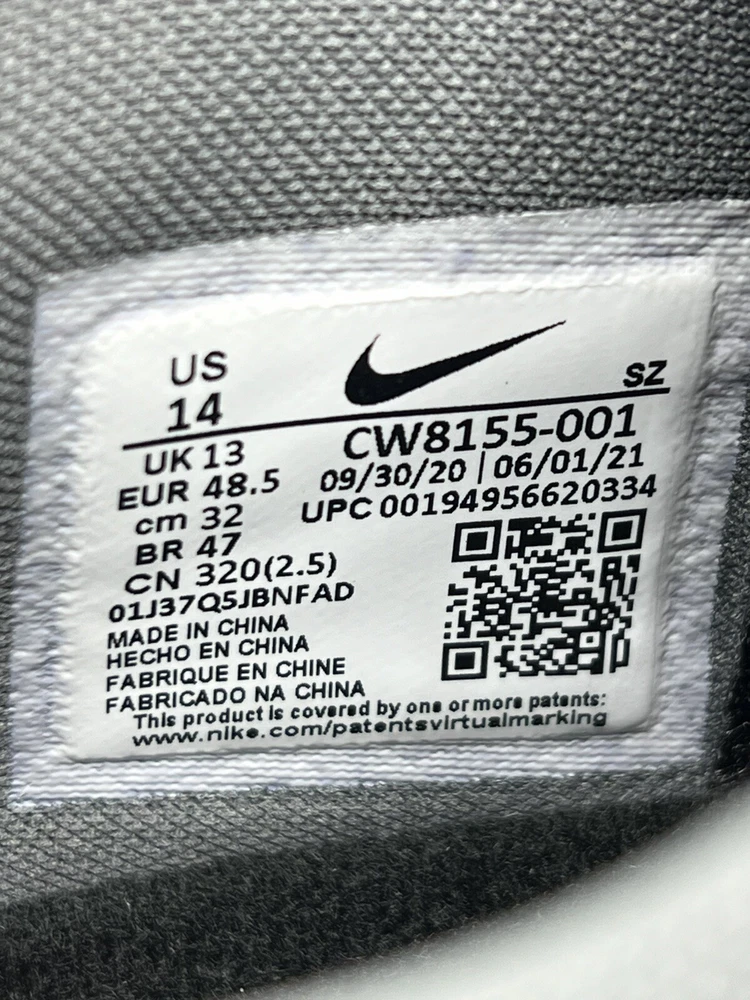 US
14
SZ
UK 13
EUR 48.5
cm 32
BR 47
CN 320(2.5)
CW8155-001
09/30/20 | 06/01/21
UPC 00194956620334
01J37Q5JBNFAD
MADE IN CHINA
HECHO EN CHINA
FABRIQUE EN CHINE
FABRICADO NA CHINA
This product is covered by one or more patents:
www.nike.com/patentsvirtualmarking